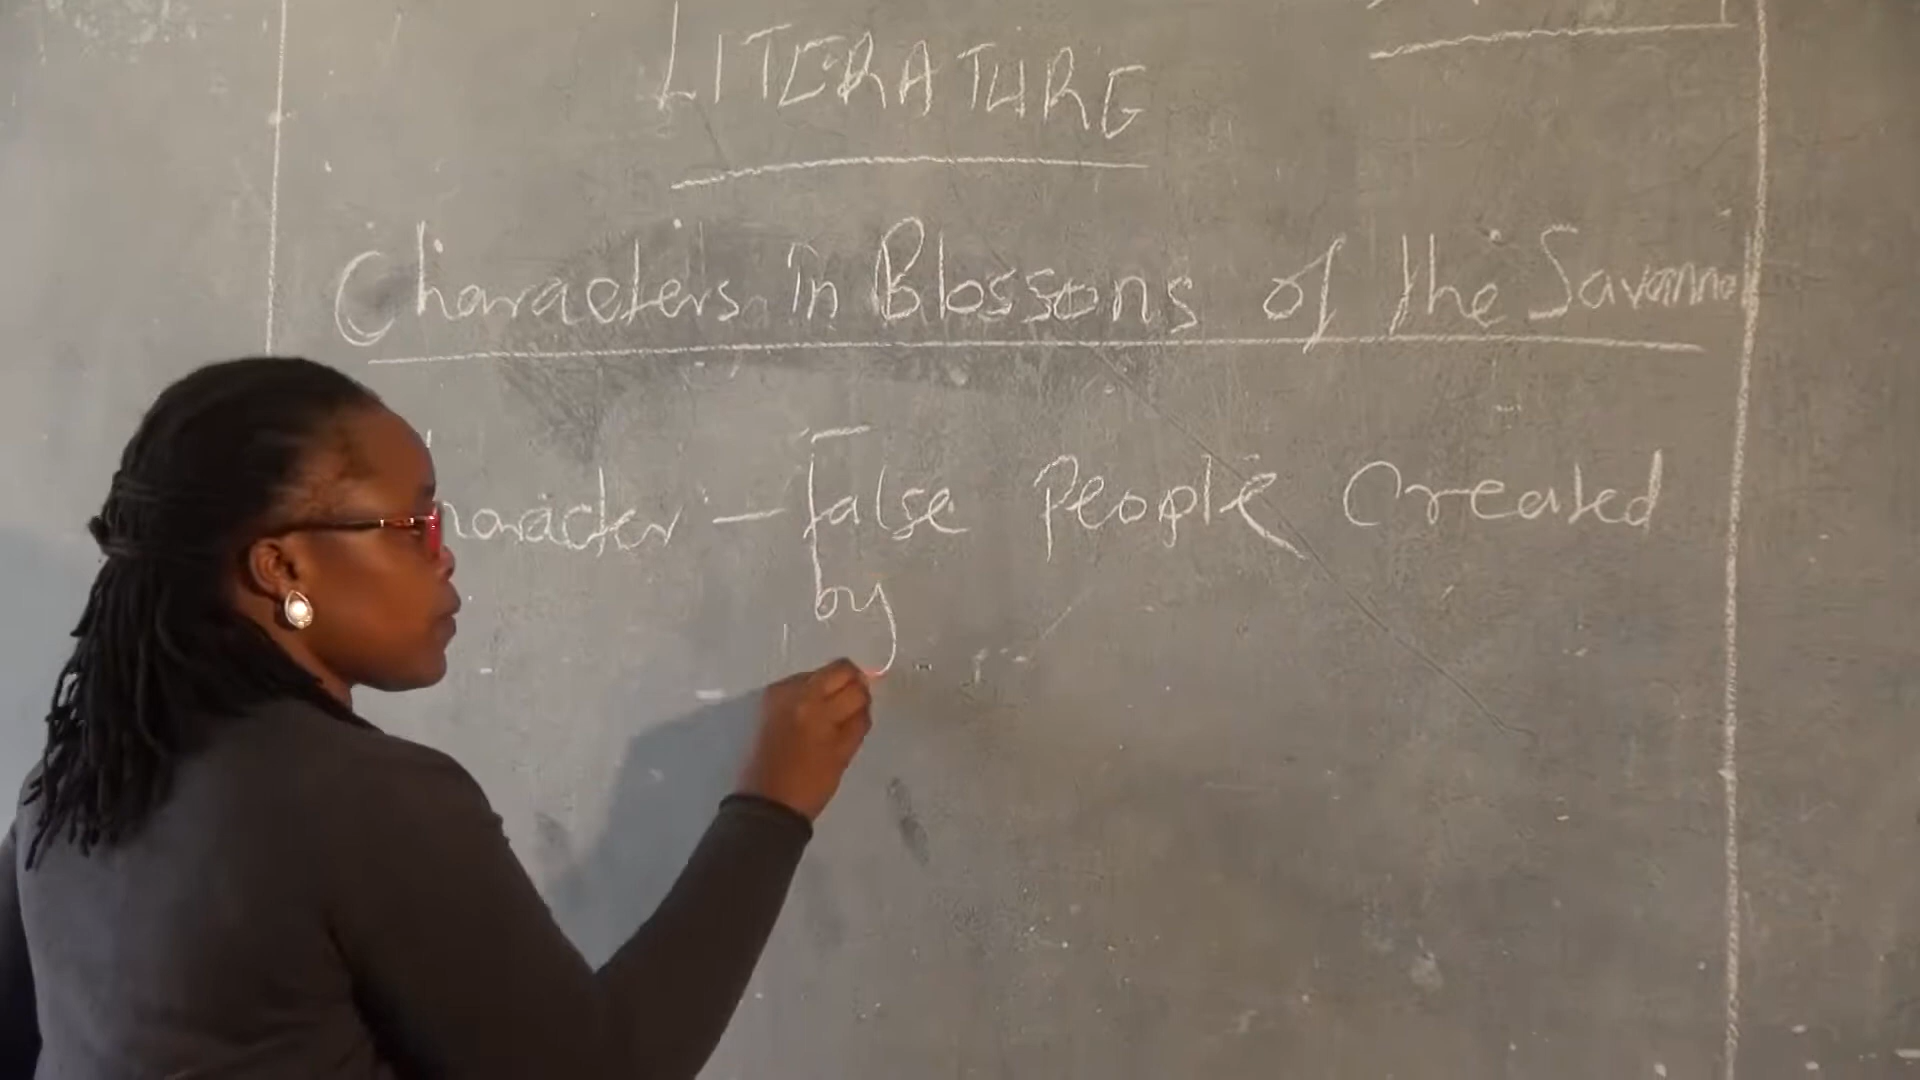 LITERATURE
Characters in Blossoms of the Savanna
Character - False People Created
by